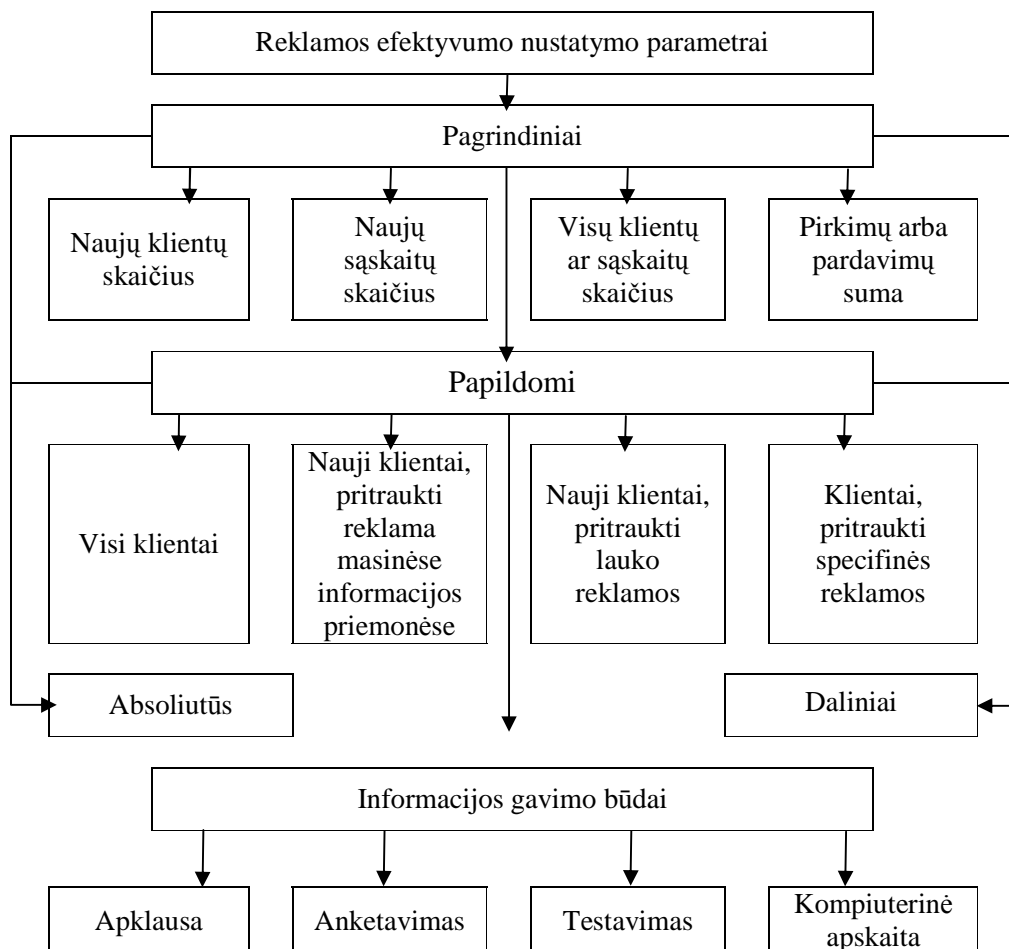 Reklamos efektyvumo nustatymo parametrai
Pagrindiniai
Naujų klientų
skaičius
Naujų
sąskaitų
skaičius
Visų klientų
ar sąskaitų
skaičius
Pirkimų arba
pardavimų
suma
Papildomi
Visi klientai
Nauji klientai,
pritraukti
reklama
masinėse
informacijos
priemonėse
Nauji klientai,
pritraukti
lauko
reklamos
Klientai,
pritraukti
specifinės
reklamos
Absoliutūs
Daliniai
Informacijos gavimo būdai
Apklausa
Anketavimas
Testavimas
Kompiuterinė
apskaita